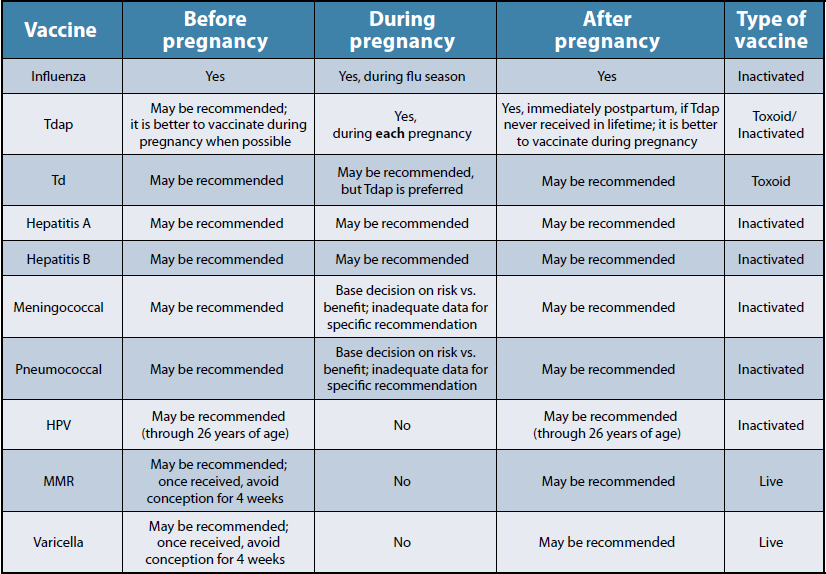 Vaccine
Before
pregnancy
During
pregnancy
After
pregnancy
Type of
vaccine
Influenza
Yes
Yes, during flu season
Yes
Inactivated
Tdap
May be recommended;
it is better to vaccinate during
pregnancy when possible
Yes,
during each pregnancy
Yes, immediately postpartum, if Tdap
never received in lifetime; it is better
to vaccinate during pregnancy
Toxoid/
Inactivated
Td
May be recommended
May be recommended,
but Tdap is preferred
May be recommended
Toxoid
Hepatitis A
May be recommended
May be recommended
May be recommended
Inactivated
Hepatitis B
May be recommended
May be recommended
May be recommended
Inactivated
Meningococcal
May be recommended
Base decision on risk vs.
benefit; inadequate data for
specific recommendation
May be recommended
Inactivated
Pneumococcal
May be recommended
Base decision on risk vs.
benefit; inadequate data for
specific recommendation
May be recommended
Inactivated
HPV
May be recommended
(through 26 years of age)
No
May be recommended
(through 26 years of age)
Inactivated
MMR
May be recommended;
once received, avoid
conception for 4 weeks
No
May be recommended
Live
Varicella
May be recommended;
once received, avoid
conception for 4 weeks
No
May be recommended
Live